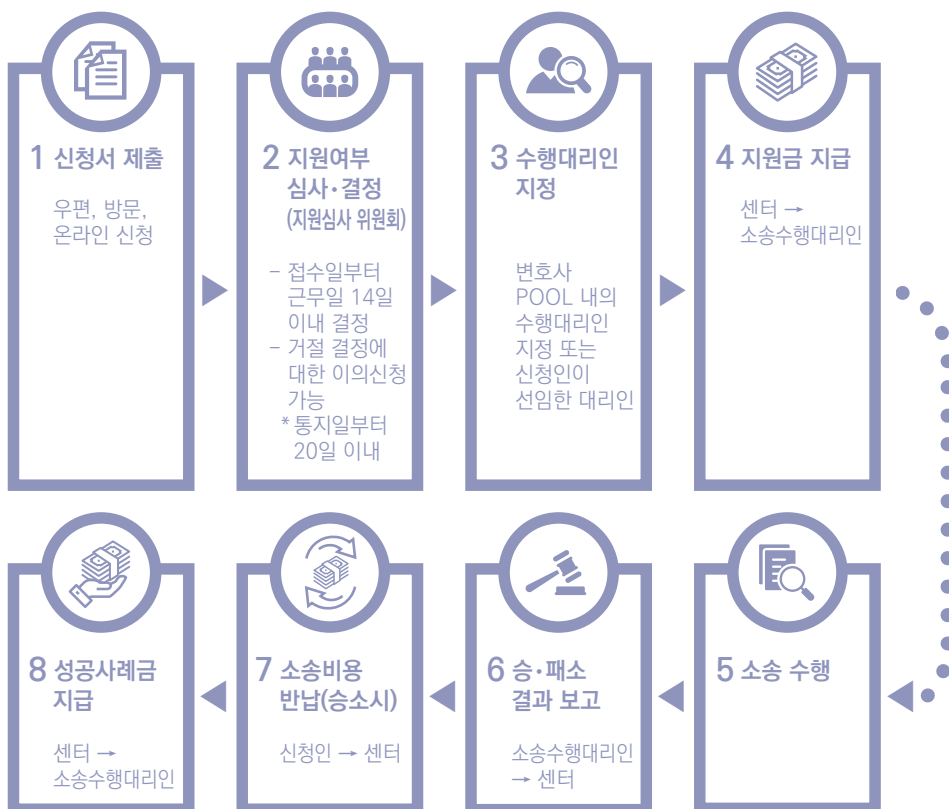 1 신청서 제출
우편, 방문,
온라인 신청
2 지원여부
심사·결정
(지원심사 위원회)
- 접수일부터
근무일 14일
이내 결정
- 거절 결정에
대한 이의신청
가능
* 통지일부터
20일 이내
3 수행대리인
지정
변호사
POOL 내의
수행대리인
지정 또는
신청인이
선임한 대리인
4 지원금 지급
센터 →
소송수행대리인
5 소송 수행
6 승·패소
결과 보고
소송수행대리인
→ 센터
7 소송비용
반납(승소시)
신청인 → 센터
8 성공사례금
지급
센터 →
소송수행대리인